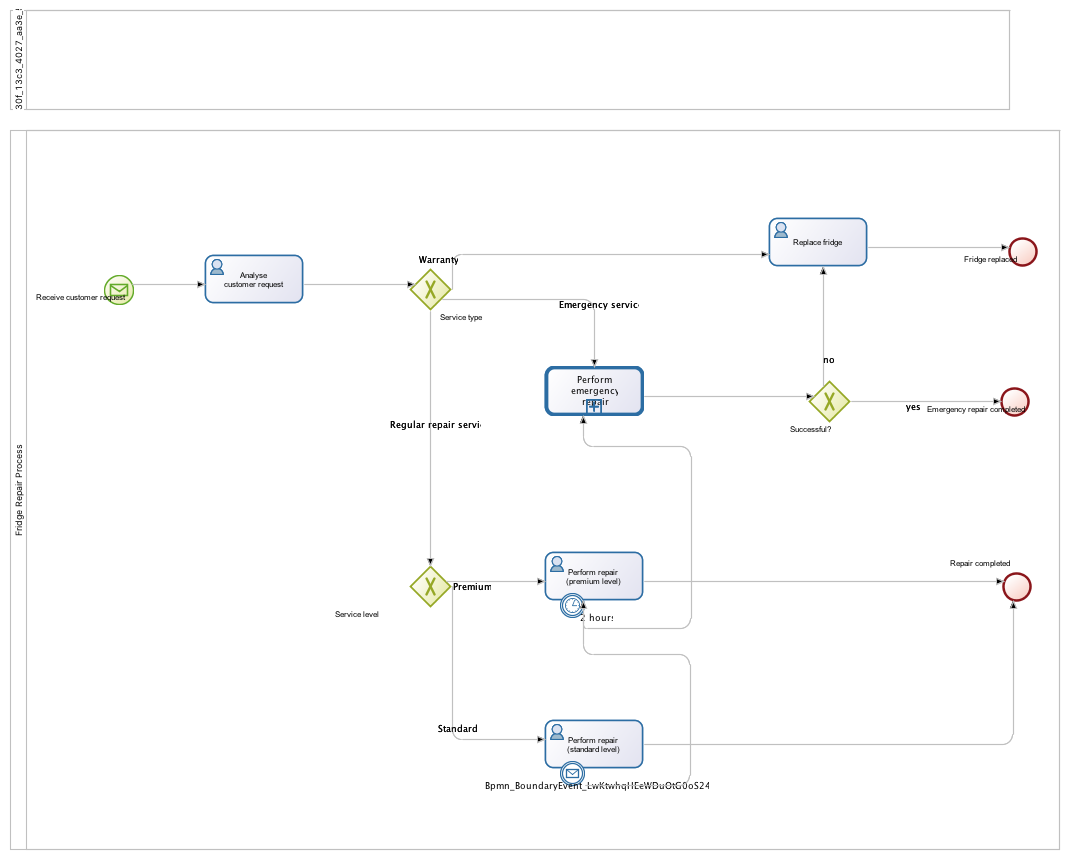 30f_13c3_4027_aa3e_
Fridge Repair Process
Receive customer request
Analyse
customer request
Warranty
Service type
Emergency servic
Replace fridge
Fridge replaced
Perform
emergency
repair
no
Successful?
yes
Emergency repair completed
Regular repair servi
Service level
Premium
Perform repair
(premium level)
2 hours
Repair completed
Standard
Perform repair
(standard level)